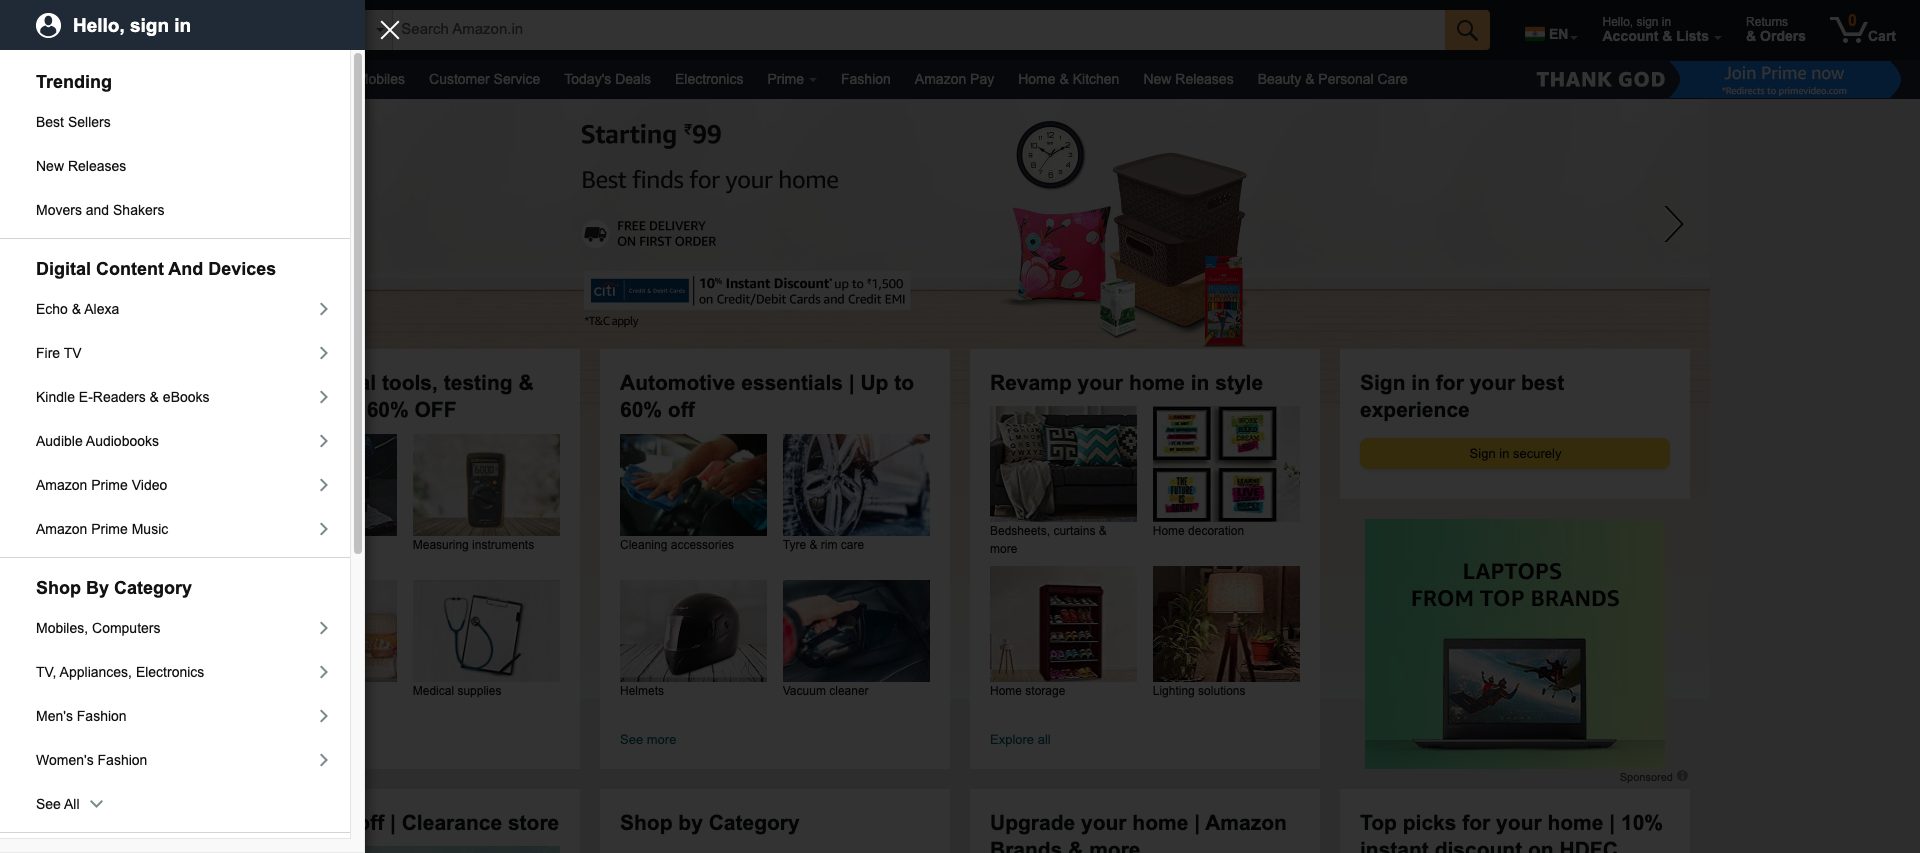 Hello, sign in
Trending
Best Sellers
New Releases
Movers and Shakers
Digital Content And Devices
Echo & Alexa
Fire TV
Kindle E-Readers & eBooks
Audible Audiobooks
Amazon Prime Video
Amazon Prime Music
Shop By Category
Mobiles, Computers
TV, Appliances, Electronics
Men's Fashion
Women's Fashion
See All
Search Amazon.in
EN
Hello, sign in
Account & Lists
Returns
& Orders
0
Cart
Customer Service
Today's Deals
Electronics
Prime
Fashion
Amazon Pay
Home & Kitchen
New Releases
Beauty & Personal Care
THANK GOD
Join Prime now
*Redirects to primevideo.com
Starting ₹99
Best finds for your home
FREE DELIVERY
ON FIRST ORDER
citi Credit & Debit Cards
10% Instant Discount* up to ₹1,500
on Credit/Debit Cards and Credit EMI
*T&C apply
tools, testing &
60% OFF
Measuring instruments
Medical supplies
Automotive essentials | Up to
60% off
Cleaning accessories
Tyre & rim care
Helmets
Vacuum cleaner
See more
Revamp your home in style
Bedsheets, curtains &
more
Home decoration
Home storage
Lighting solutions
Explore all
Sign in for your best
experience
Sign in securely
LAPTOPS
FROM TOP BRANDS
Sponsored
off | Clearance store
Shop by Category
Upgrade your home | Amazon
Brands & more
Top picks for your home | 10%
instant discount on HDFC